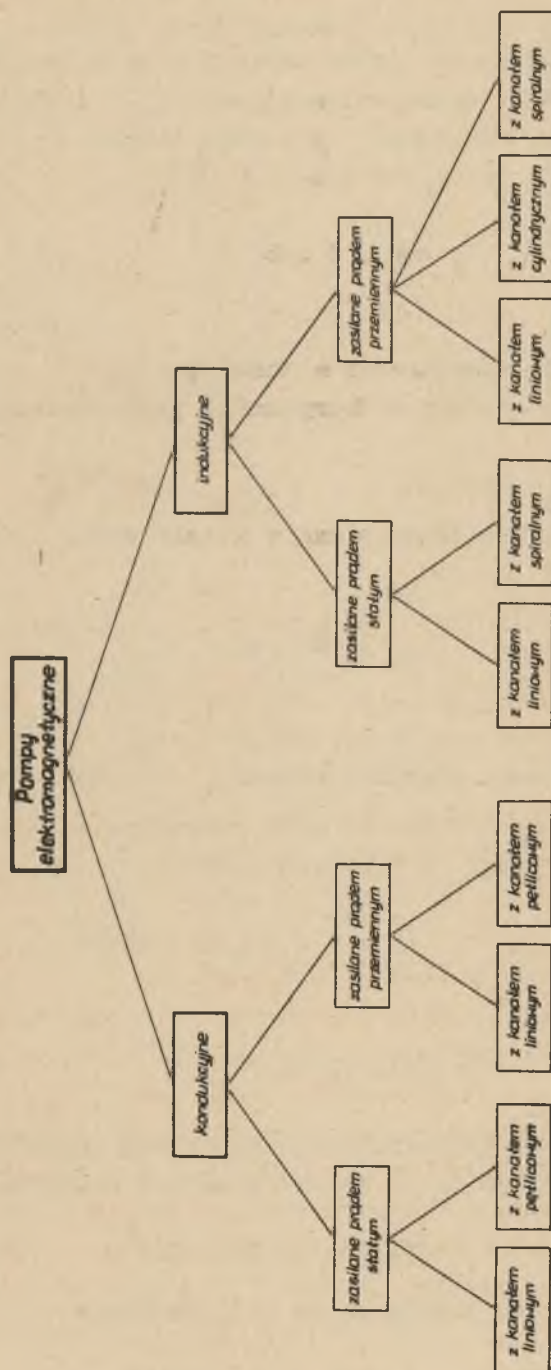 Pompy
elektromagnetyczne
kondukcyjne
indukcyjne
zasilane prądem
stałym
zasilane prądem
przemiennym
zasilane prądem
stałym
zasilane prądem
przemiennym
z kanałem
liniowym
z kanałem
pętlicowym
z kanałem
liniowym
z kanałem
pętlicowym
z kanałem
liniowym
z kanałem
spiralnym
z kanałem
liniowym
z kanałem
cylindrycznym
z kanałem
spiralnym